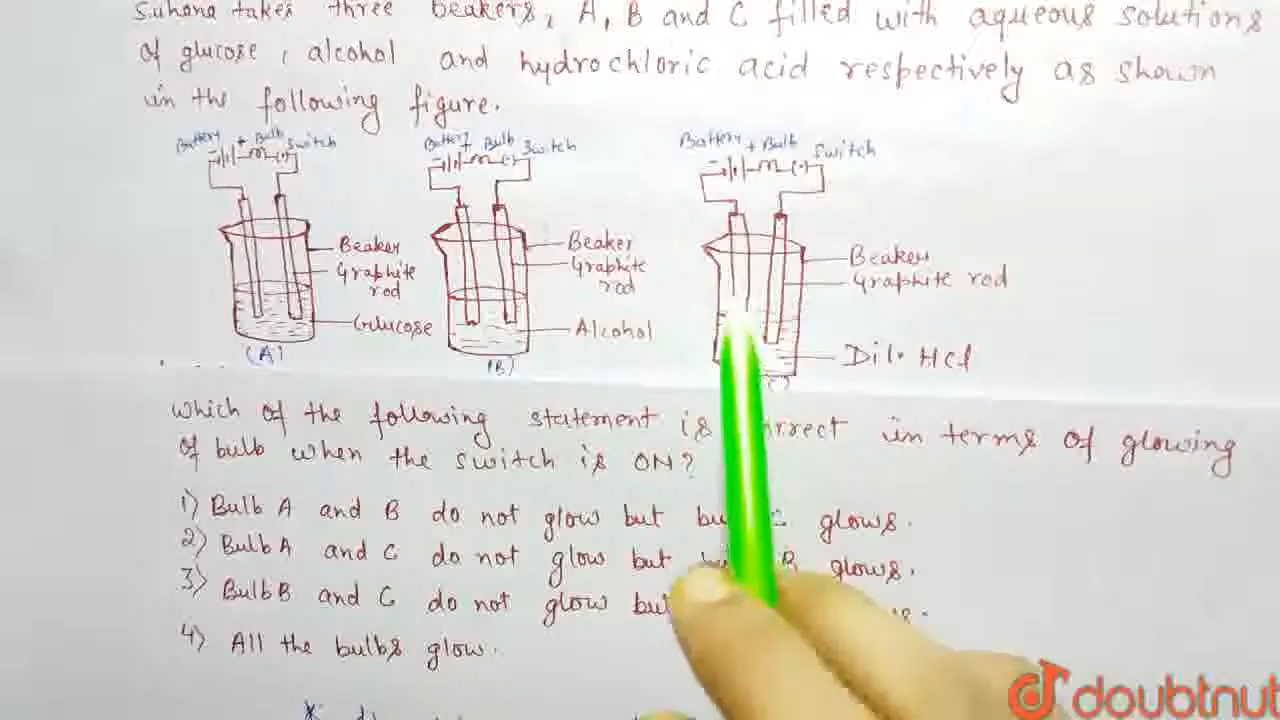 Suhana takes three beakers, A, B and C filled with aqueous solutions
of glucose, alcohol and hydrochloric acid respectively as shown
in the following figure.
Battery + Bulb Switch
Battery + Bulb Switch
Battery + Bulb Switch
Beaker
Graphite rod
Glucose
(A)
Beaker
Graphite rod
Alcohol
(B)
Beaker
Graphite rod
Dil. HCl
which of the following statement is in terms of glowing
of bulb when the switch is ON?
1) Bulb A and B do not glow but glows.
2) Bulb A and C do not glow but B glows.
3) Bulb B and C do not glow
4) All the bulbs glow.
doubtnut